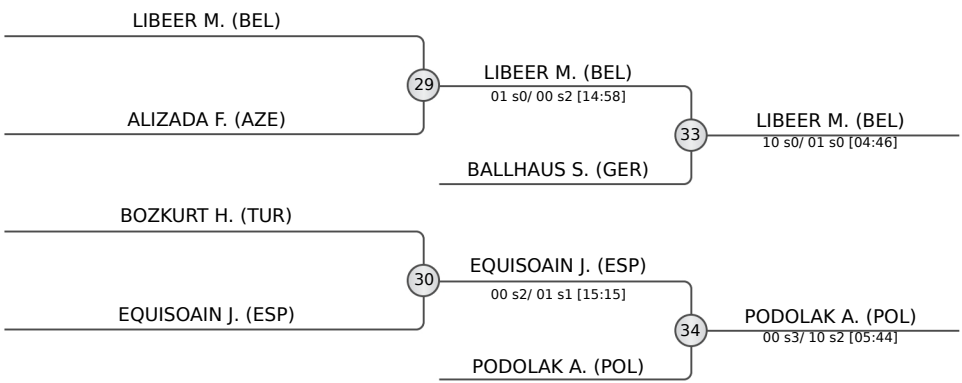 LIBEER M. (BEL)
29
ALIZADA F. (AZE)
LIBEER M. (BEL)
01 s0/ 00 s2 [14:58]
33
BALLHAUS S. (GER)
LIBEER M. (BEL)
10 s0/ 01 s0 [04:46]
BOZKURT H. (TUR)
30
EQUISOAIN J. (ESP)
EQUISOAIN J. (ESP)
00 s2/ 01 s1 [15:15]
34
PODOLAK A. (POL)
PODOLAK A. (POL)
00 s3/ 10 s2 [05:44]